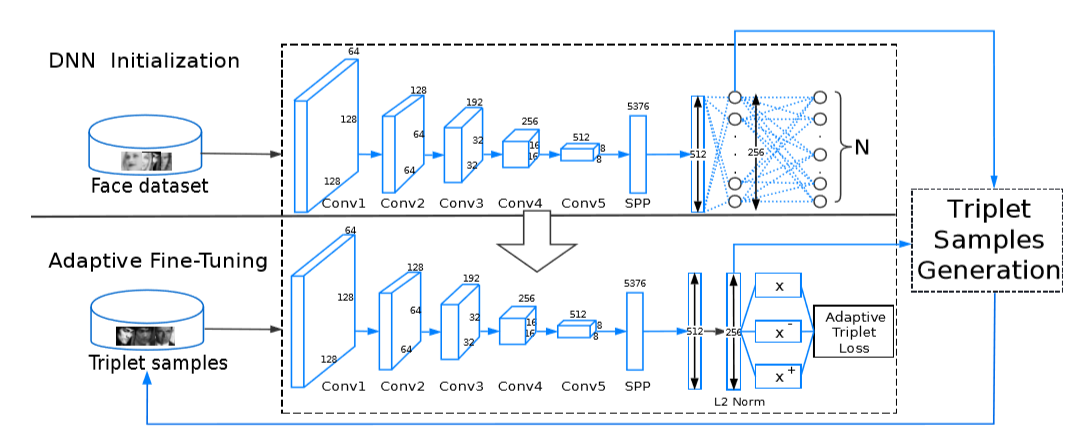 DNN Initialization
Face dataset
64
128
128
Conv1
128
64
64
Conv2
192
32
32
Conv3
256
16
16
Conv4
512
8
8
Conv5
5376
SPP
512
256
N
Triplet
Samples
Generation
Adaptive Fine-Tuning
Triplet samples
64
128
128
Conv1
128
64
64
Conv2
192
32
32
Conv3
256
16
16
Conv4
512
8
8
Conv5
5376
SPP
512
256
L2 Norm
x
x-
x+
Adaptive
Triplet
Loss